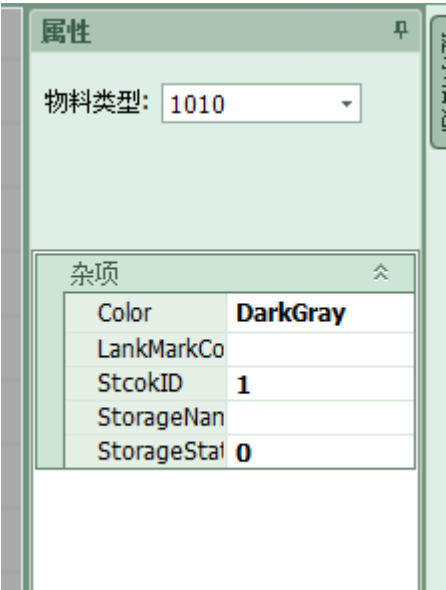 属性
物料类型: 1010
杂项
Color DarkGray
LankMarkCo
StcokID 1
StorageNan
StorageStat 0